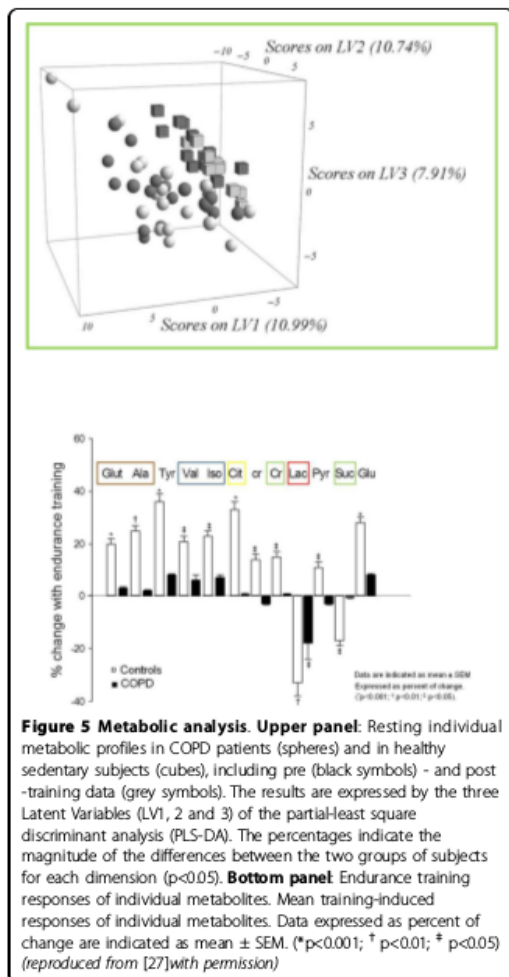 Scores on LV2 (10.74%)
-10
-5
0
5
5
Scores on LV3 (7.91%)
0
-5
-5
0
5
10
Scores on LV1 (10.99%)
60
Glut Ala Tyr Val Iso Cit cr Cr Lac Pyr Suc Glu
40
20
0
-20
-40
% change with endurance training
Controls
COPD
Data are indicated as mean ± SEM
Expressed as percent of change.
(*p<0.001; † p<0.01; ‡ p<0.05).
Figure 5 Metabolic analysis. Upper panel: Resting individual
metabolic profiles in COPD patients (spheres) and in healthy
sedentary subjects (cubes), including pre (black symbols) - and post
-training data (grey symbols). The results are expressed by the three
Latent Variables (LV1, 2 and 3) of the partial-least square
discriminant analysis (PLS-DA). The percentages indicate the
magnitude of the differences between the two groups of subjects
for each dimension (p<0.05). Bottom panel: Endurance training
responses of individual metabolites. Mean training-induced
responses of individual metabolites. Data expressed as percent of
change are indicated as mean ± SEM. (*p<0.001; † p<0.01; ‡ p<0.05)
(reproduced from [27]with permission)